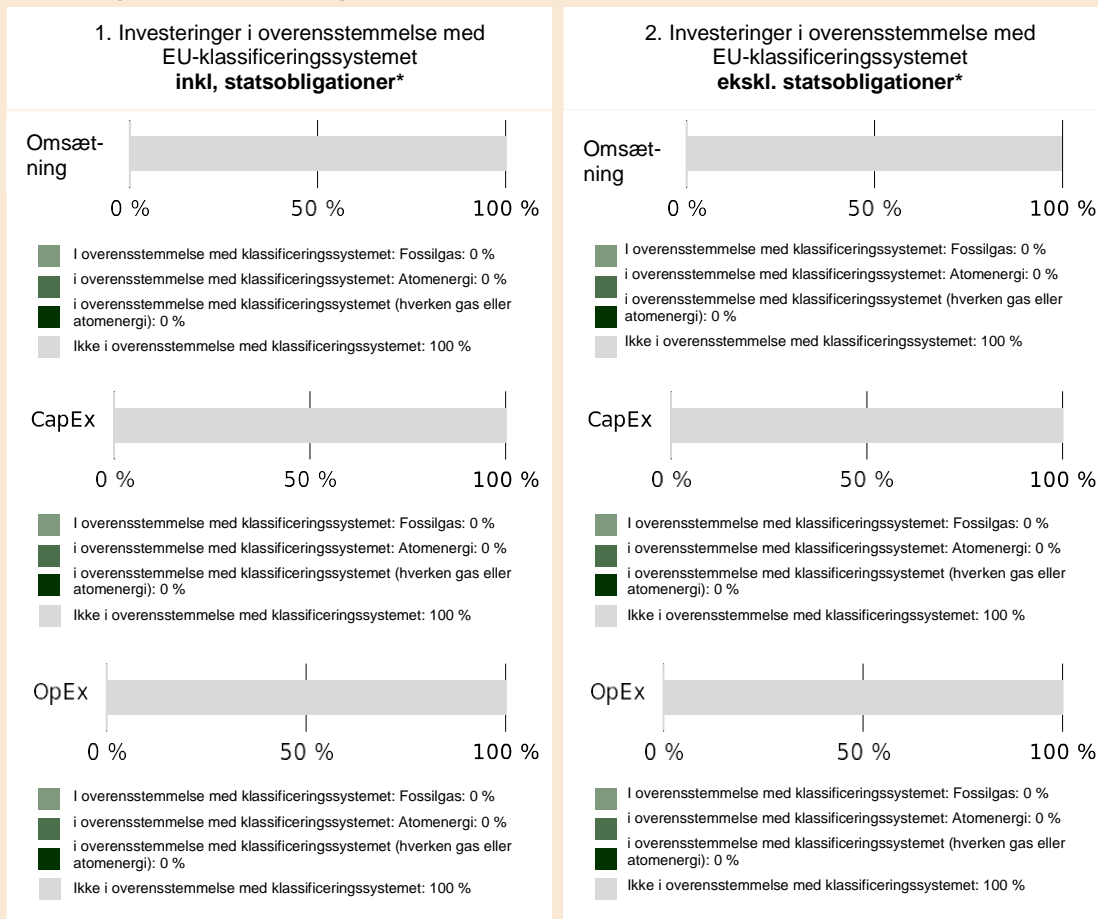 1. Investeringer i overensstemmelse med
EU-klassificeringssystemet
inkl, statsobligationer*
Omsæt-
ning
0 % 50 % 100 %
I overensstemmelse med klassificeringssystemet: Fossilgas: 0 %
i overensstemmelse med klassificeringssystemet: Atomenergi: 0 %
i overensstemmelse med klassificeringssystemet (hverken gas eller
atomenergi): 0 %
Ikke i overensstemmelse med klassificeringssystemet: 100 %
CapEx
0 % 50 % 100 %
I overensstemmelse med klassificeringssystemet: Fossilgas: 0 %
i overensstemmelse med klassificeringssystemet: Atomenergi: 0 %
i overensstemmelse med klassificeringssystemet (hverken gas eller
atomenergi): 0 %
Ikke i overensstemmelse med klassificeringssystemet: 100 %
OpEx
0 % 50 % 100 %
I overensstemmelse med klassificeringssystemet: Fossilgas: 0 %
i overensstemmelse med klassificeringssystemet: Atomenergi: 0 %
i overensstemmelse med klassificeringssystemet (hverken gas eller
atomenergi): 0 %
Ikke i overensstemmelse med klassificeringssystemet: 100 %
2. Investeringer i overensstemmelse med
EU-klassificeringssystemet
ekskl. statsobligationer*
Omsæt-
ning
0 % 50 % 100 %
I overensstemmelse med klassificeringssystemet: Fossilgas: 0 %
i overensstemmelse med klassificeringssystemet: Atomenergi: 0 %
i overensstemmelse med klassificeringssystemet (hverken gas eller
atomenergi): 0 %
Ikke i overensstemmelse med klassificeringssystemet: 100 %
CapEx
0 % 50 % 100 %
I overensstemmelse med klassificeringssystemet: Fossilgas: 0 %
i overensstemmelse med klassificeringssystemet: Atomenergi: 0 %
i overensstemmelse med klassificeringssystemet (hverken gas eller
atomenergi): 0 %
Ikke i overensstemmelse med klassificeringssystemet: 100 %
OpEx
0 % 50 % 100 %
I overensstemmelse med klassificeringssystemet: Fossilgas: 0 %
i overensstemmelse med klassificeringssystemet: Atomenergi: 0 %
i overensstemmelse med klassificeringssystemet (hverken gas eller
atomenergi): 0 %
Ikke i overensstemmelse med klassificeringssystemet: 100 %